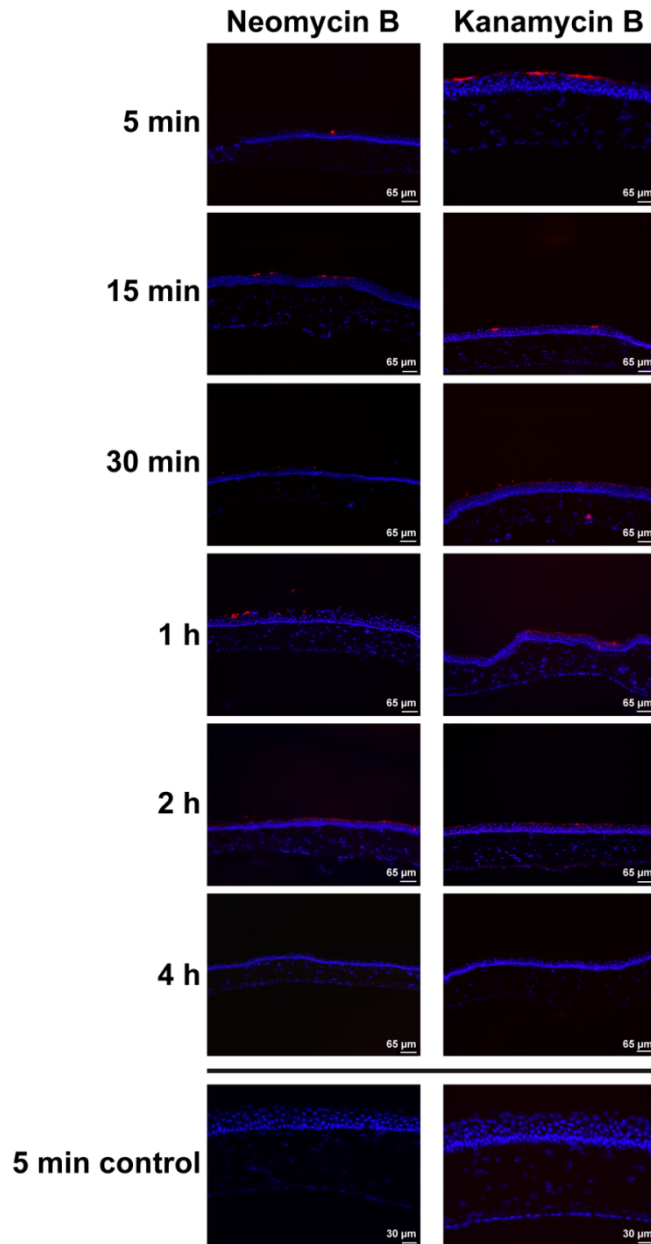 Neomycin B Kanamycin B
5 min
65 µm 65 µm
15 min
65 µm 65 µm
30 min
65 µm 65 µm
1 h
65 µm 65 µm
2 h
65 µm 65 µm
4 h
65 µm 65 µm
5 min control
30 µm 30 µm